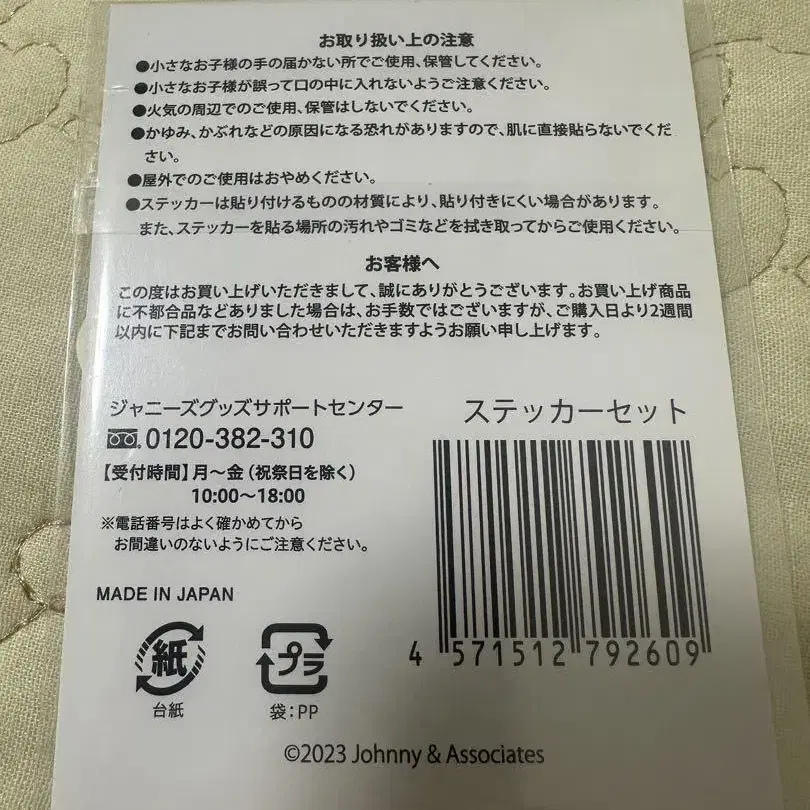 お取り扱い上の注意
●小さなお子様の手の届かない所でご使用、保管してください。
●小さなお子様が誤って口の中に入れないようご注意ください。
●火気の周辺でのご使用、保管はしないでください。
●かゆみ、かぶれなどの原因になる恐れがありますので、肌に直接貼らないでくだ
さい。
●屋外でのご使用はおやめください。
●ステッカーは貼り付けるものの材質により、貼り付きにくい場合があります。
また、ステッカーを貼る場所の汚れやゴミなどを拭き取ってからご使用ください。
お客様へ
この度はお買い上げいただきまして、誠にありがとうございます。お買い上げ商品
に不都合品などありました場合は、お手数ではございますが、ご購入日より2週間
以内に下記までお問い合わせいただきますようお願い申し上げます。
ジャニーズグッズサポートセンター
0120-382-310
【受付時間】月～金（祝祭日を除く）
10:00～18:00
※電話番号はよく確かめてから
お間違いのないようにご注意ください。
ステッカーセット
4 571512 792609
MADE IN JAPAN
紙
台紙
プラ
袋：PP
©2023 Johnny & Associates